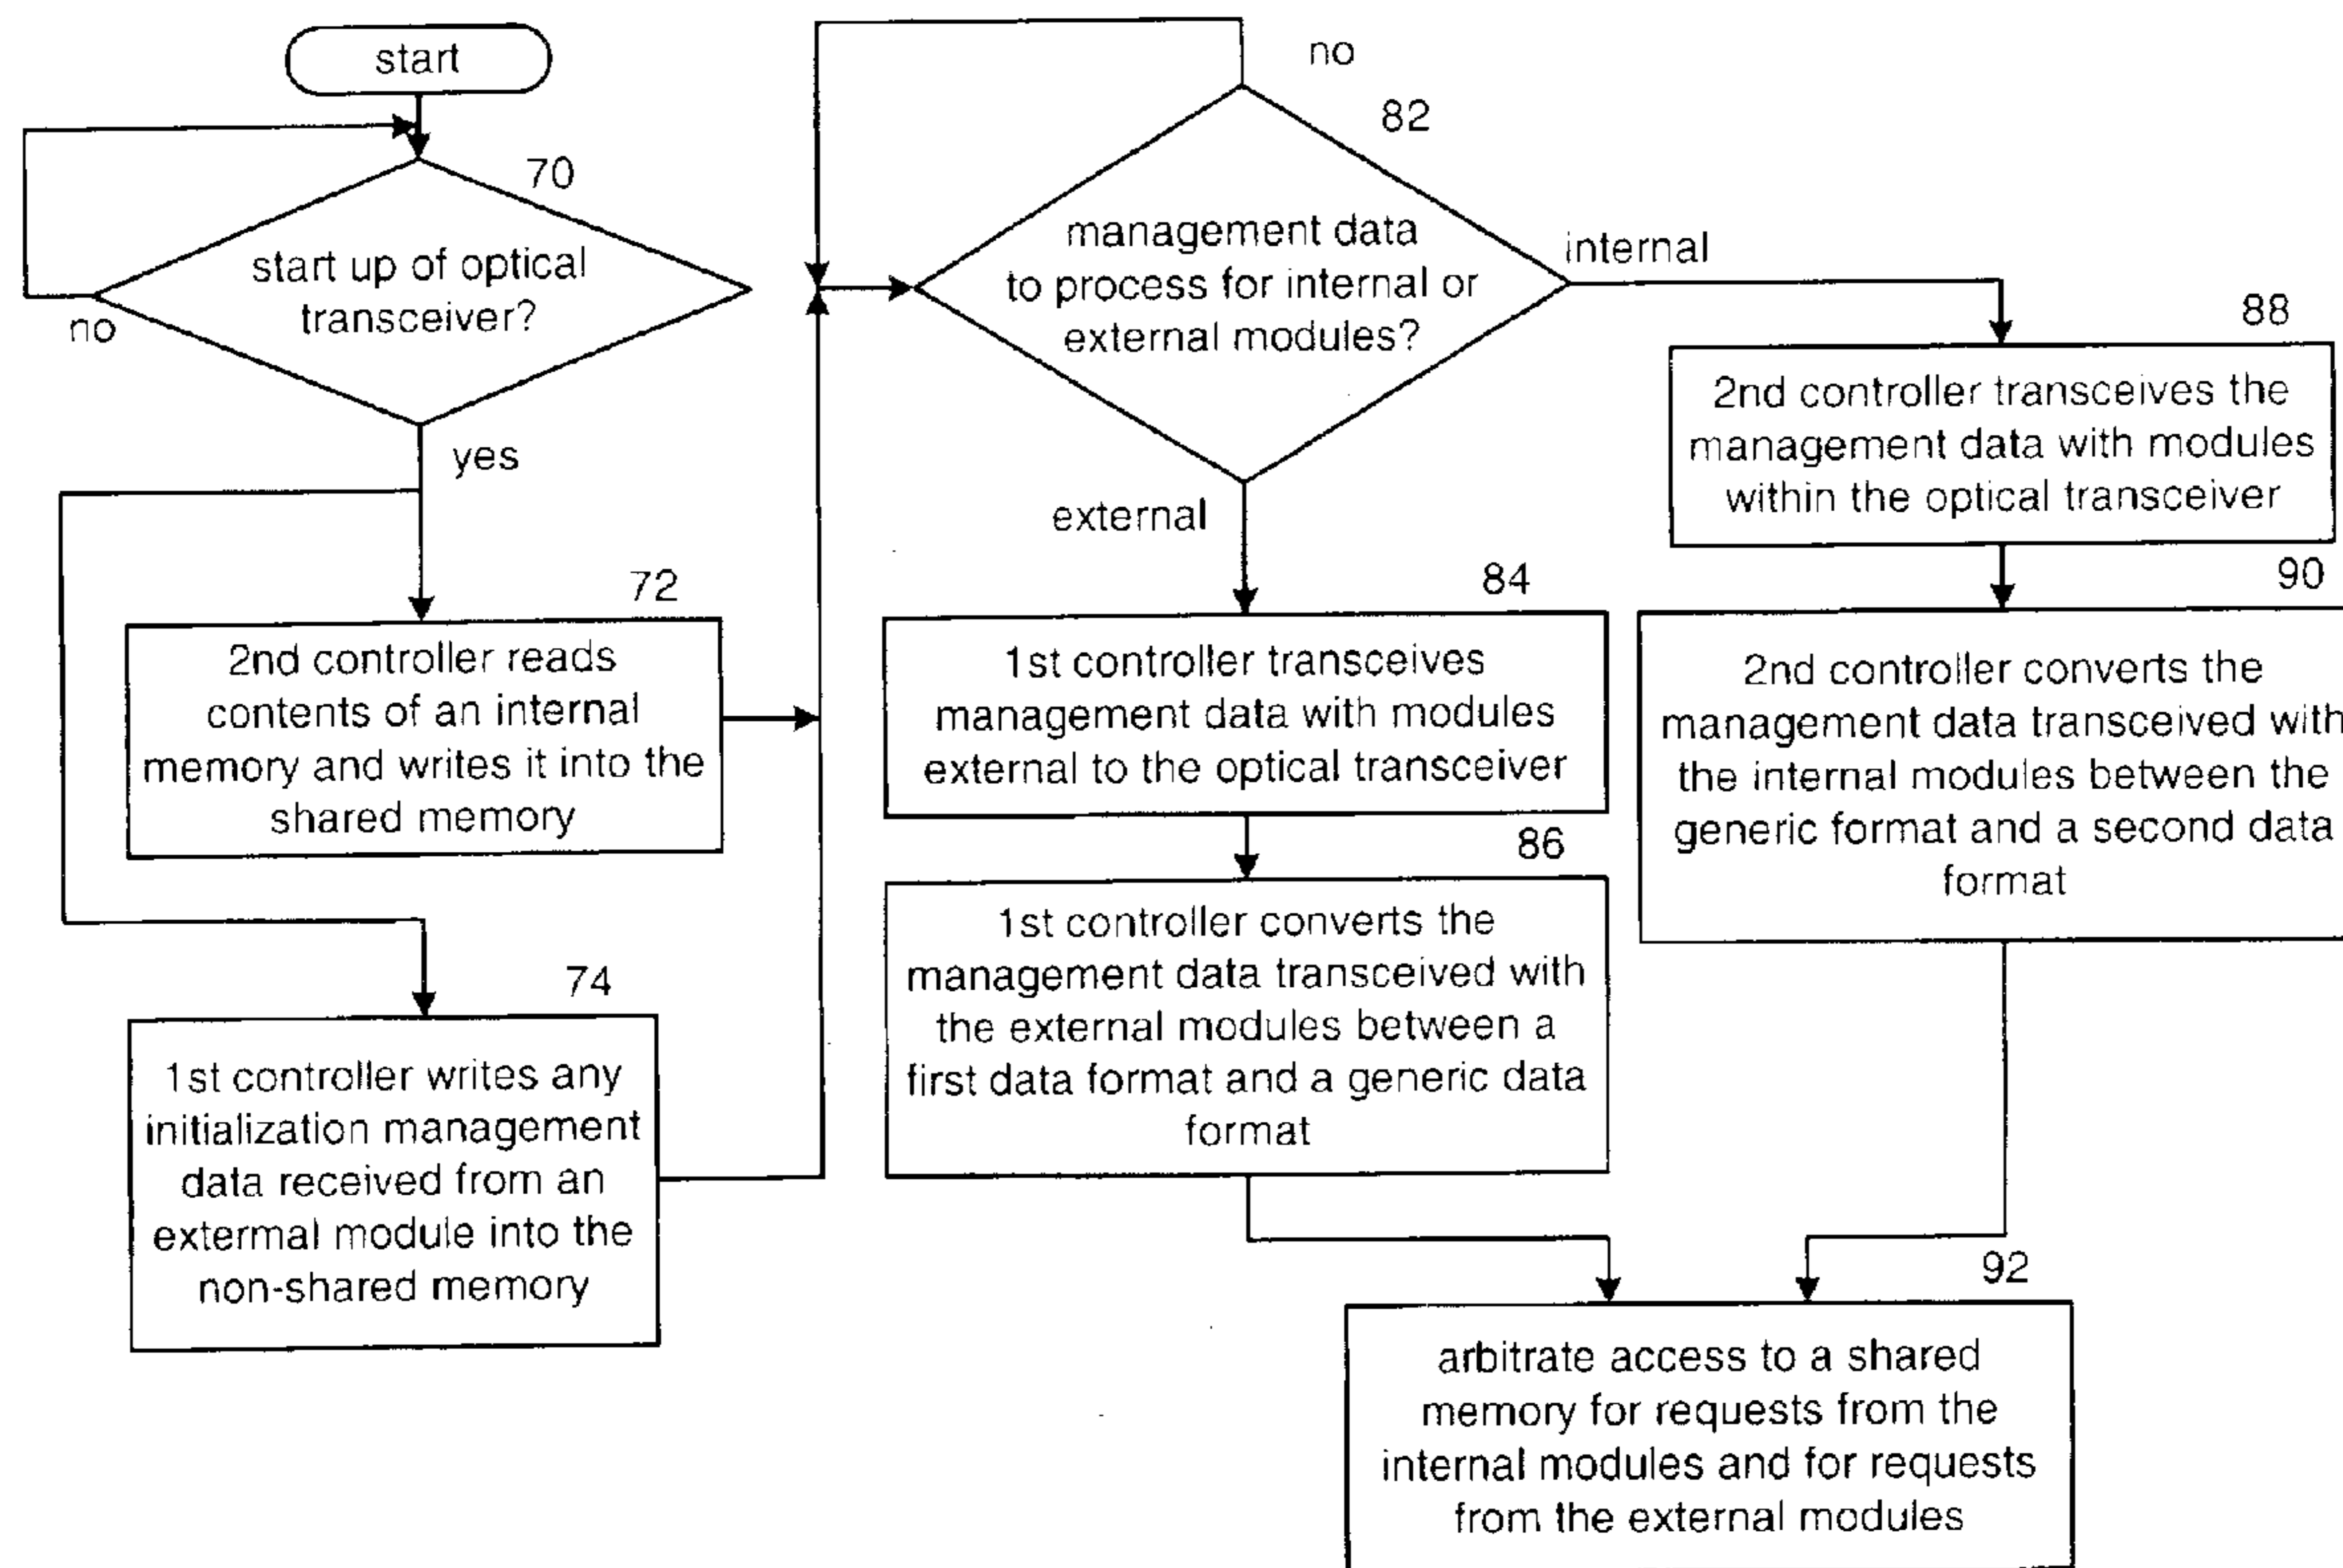 start
70
start up of optical
transceiver?
no
yes
72
2nd controller reads
contents of an internal
memory and writes it into the
shared memory
74
1st controller writes any
initialization management
data received from an
extermal module into the
non-shared memory
no
82
management data
to process for internal or
external modules?
internal
external
84
1st controller transceives
management data with modules
external to the optical transceiver
86
1st controller converts the
management data transceived with
the external modules between a
first data format and a generic data
format
88
2nd controller transceives the
management data with modules
within the optical transceiver
90
2nd controller converts the
management data transceived with
the internal modules between the
generic format and a second data
format
92
arbitrate access to a shared
memory for requests from the
internal modules and for requests
from the external modules